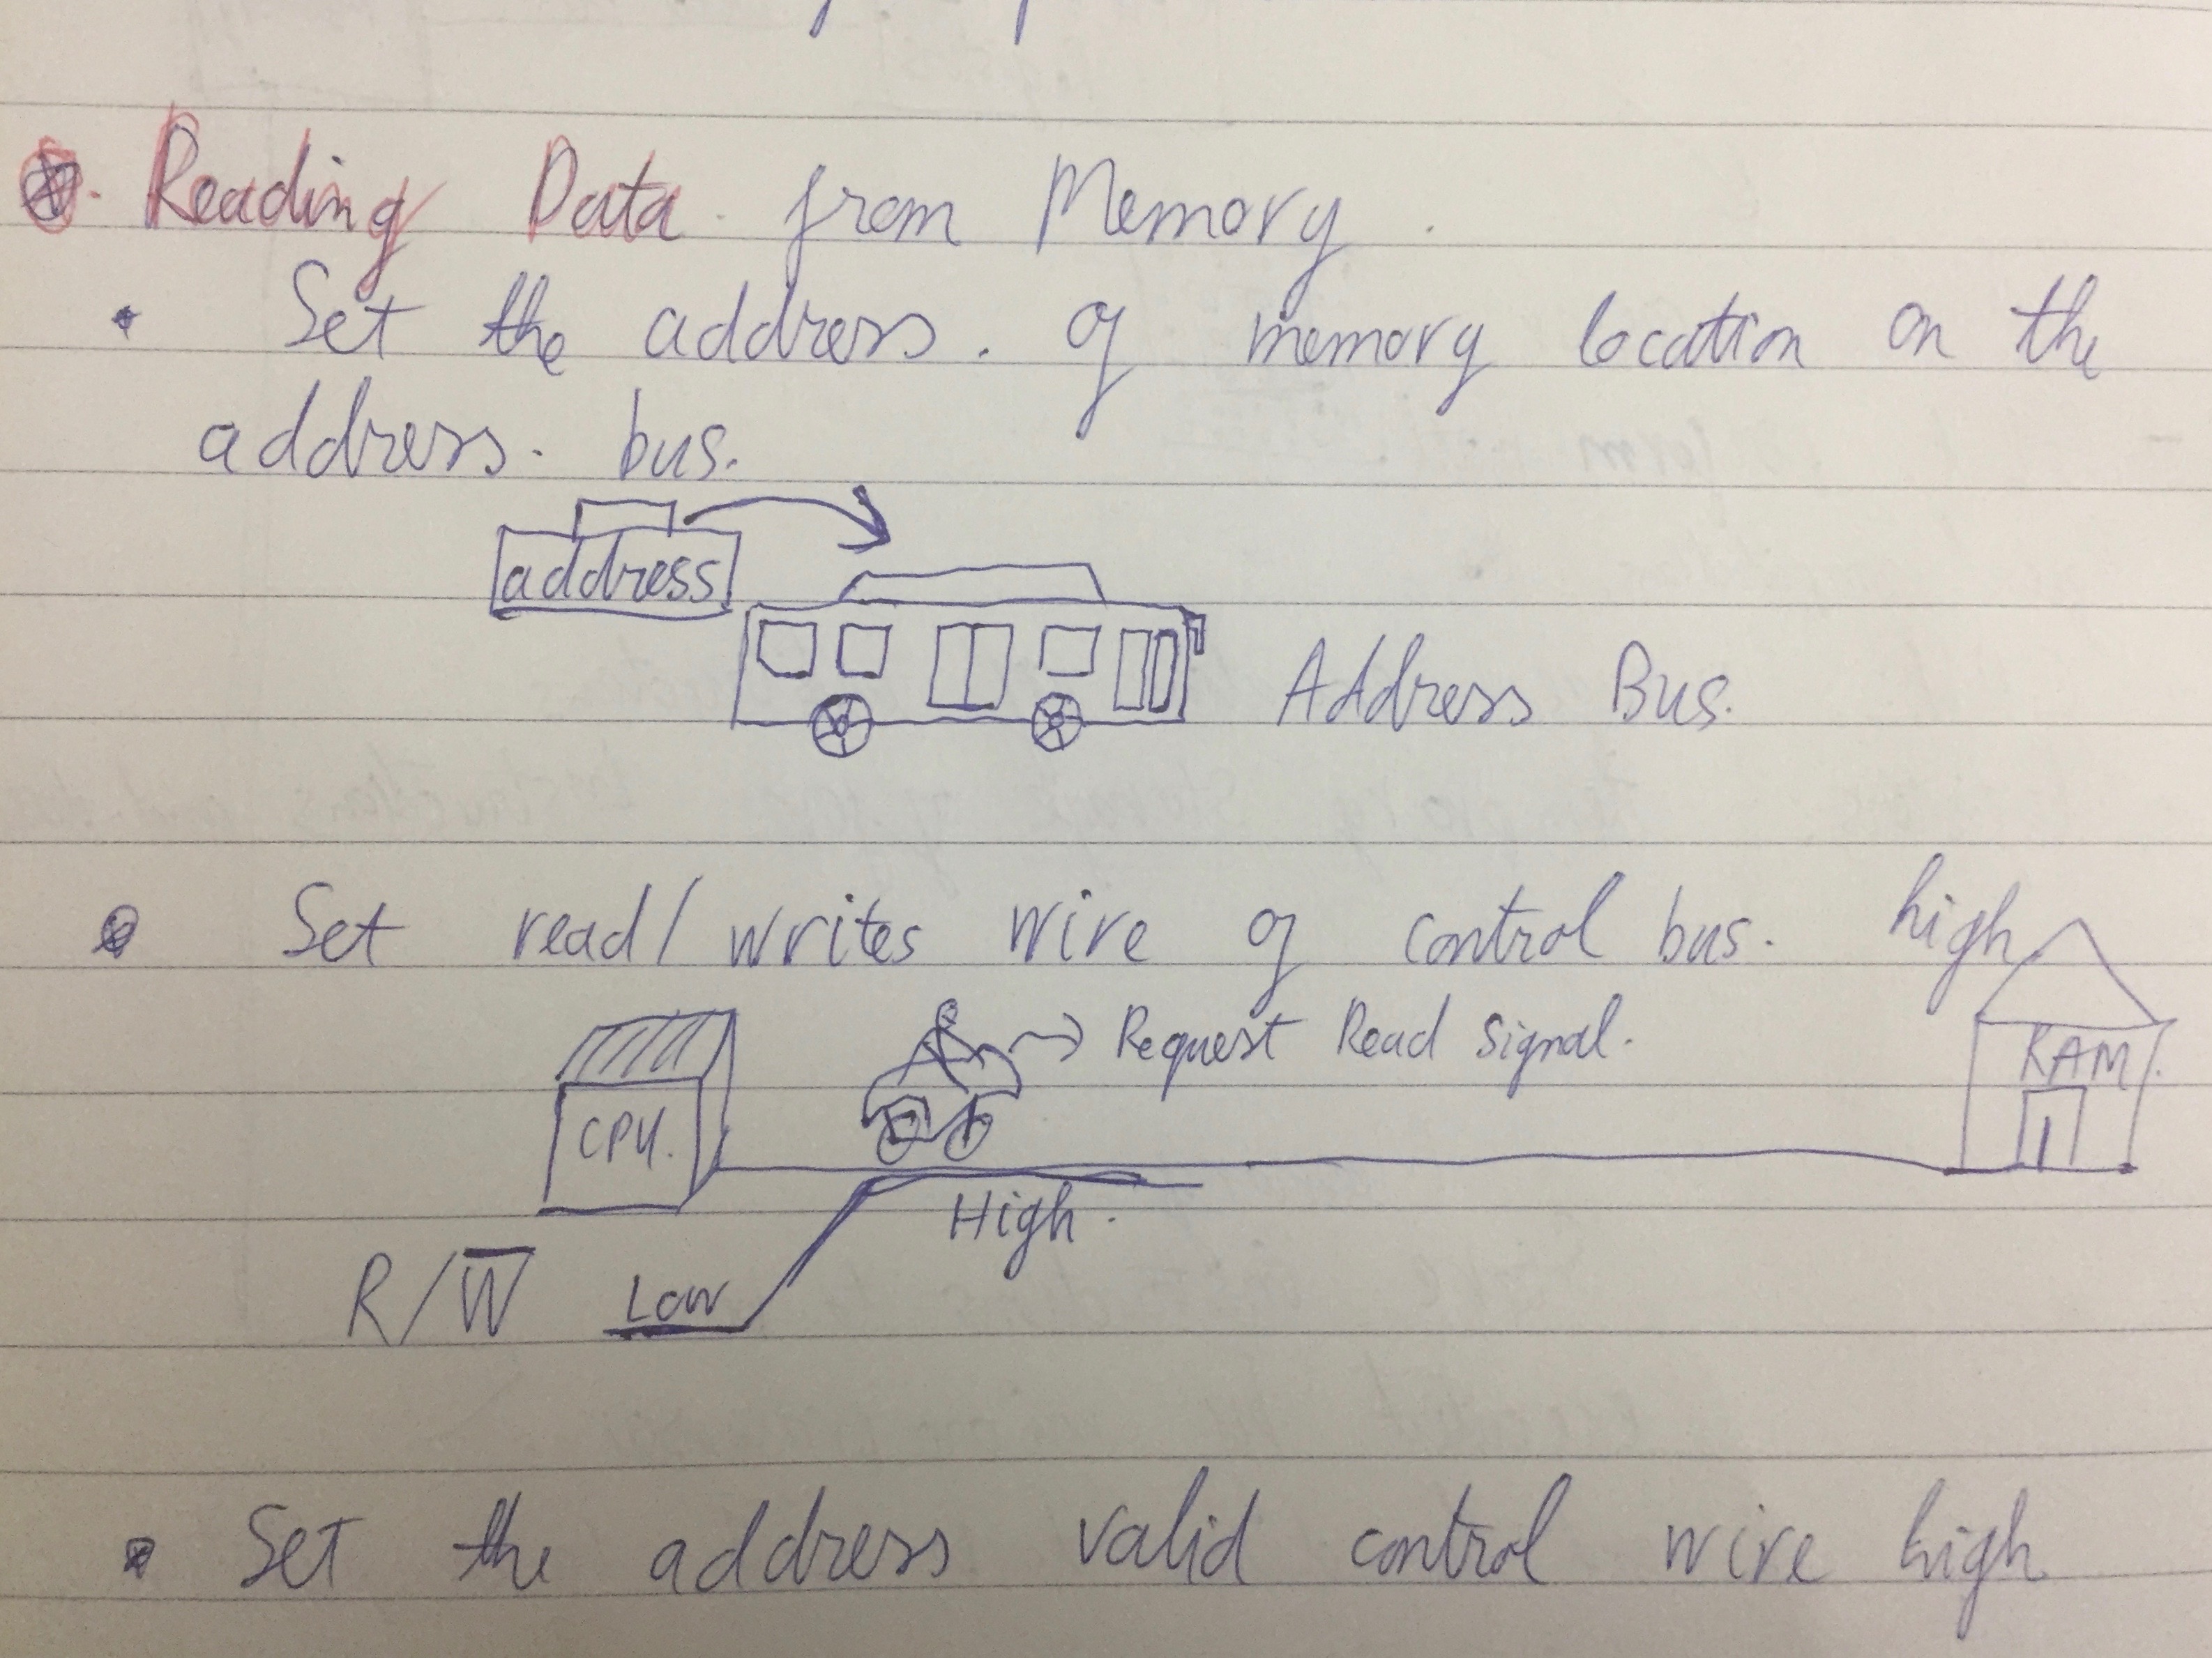 Reading Data from Memory.
• Set the address. of memory location on the
address. bus.
address
Address Bus.
• Set read/writes wire of control bus. high
→ Request Read Signal.
RAM.
CPU.
High.
R/W̅ Low
• Set the address valid control wire high